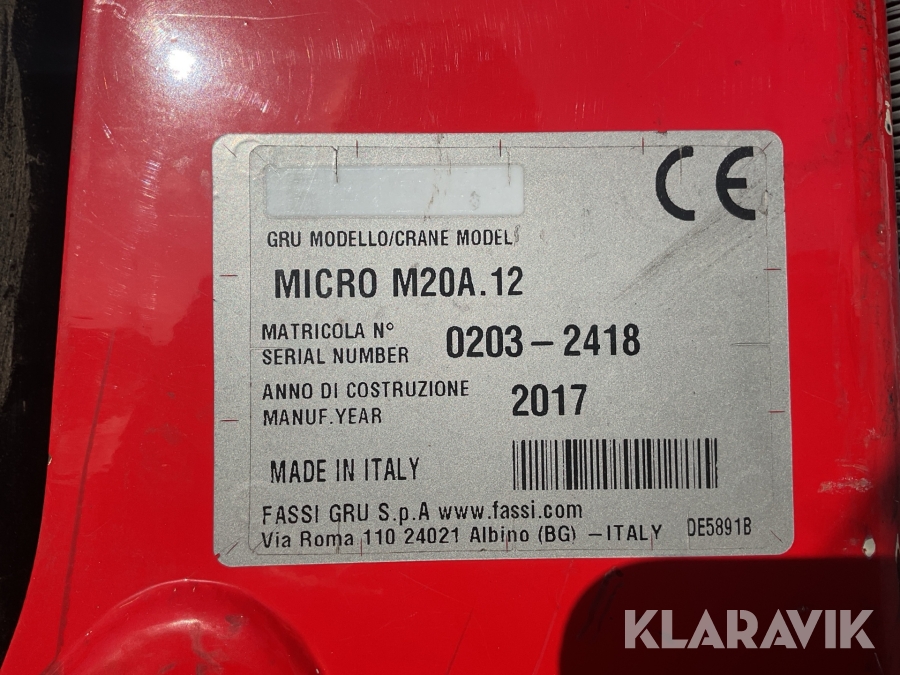 CE
GRU MODELLO/CRANE MODEL
MICRO M20A.12
MATRICOLA N°
SERIAL NUMBER
0203-2418
ANNO DI COSTRUZIONE
MANUF.YEAR
2017
MADE IN ITALY
FASSI GRU S.p.A www.fassi.com
Via Roma 110 24021 Albino (BG) -ITALY
DE5891B
KLARAVIK